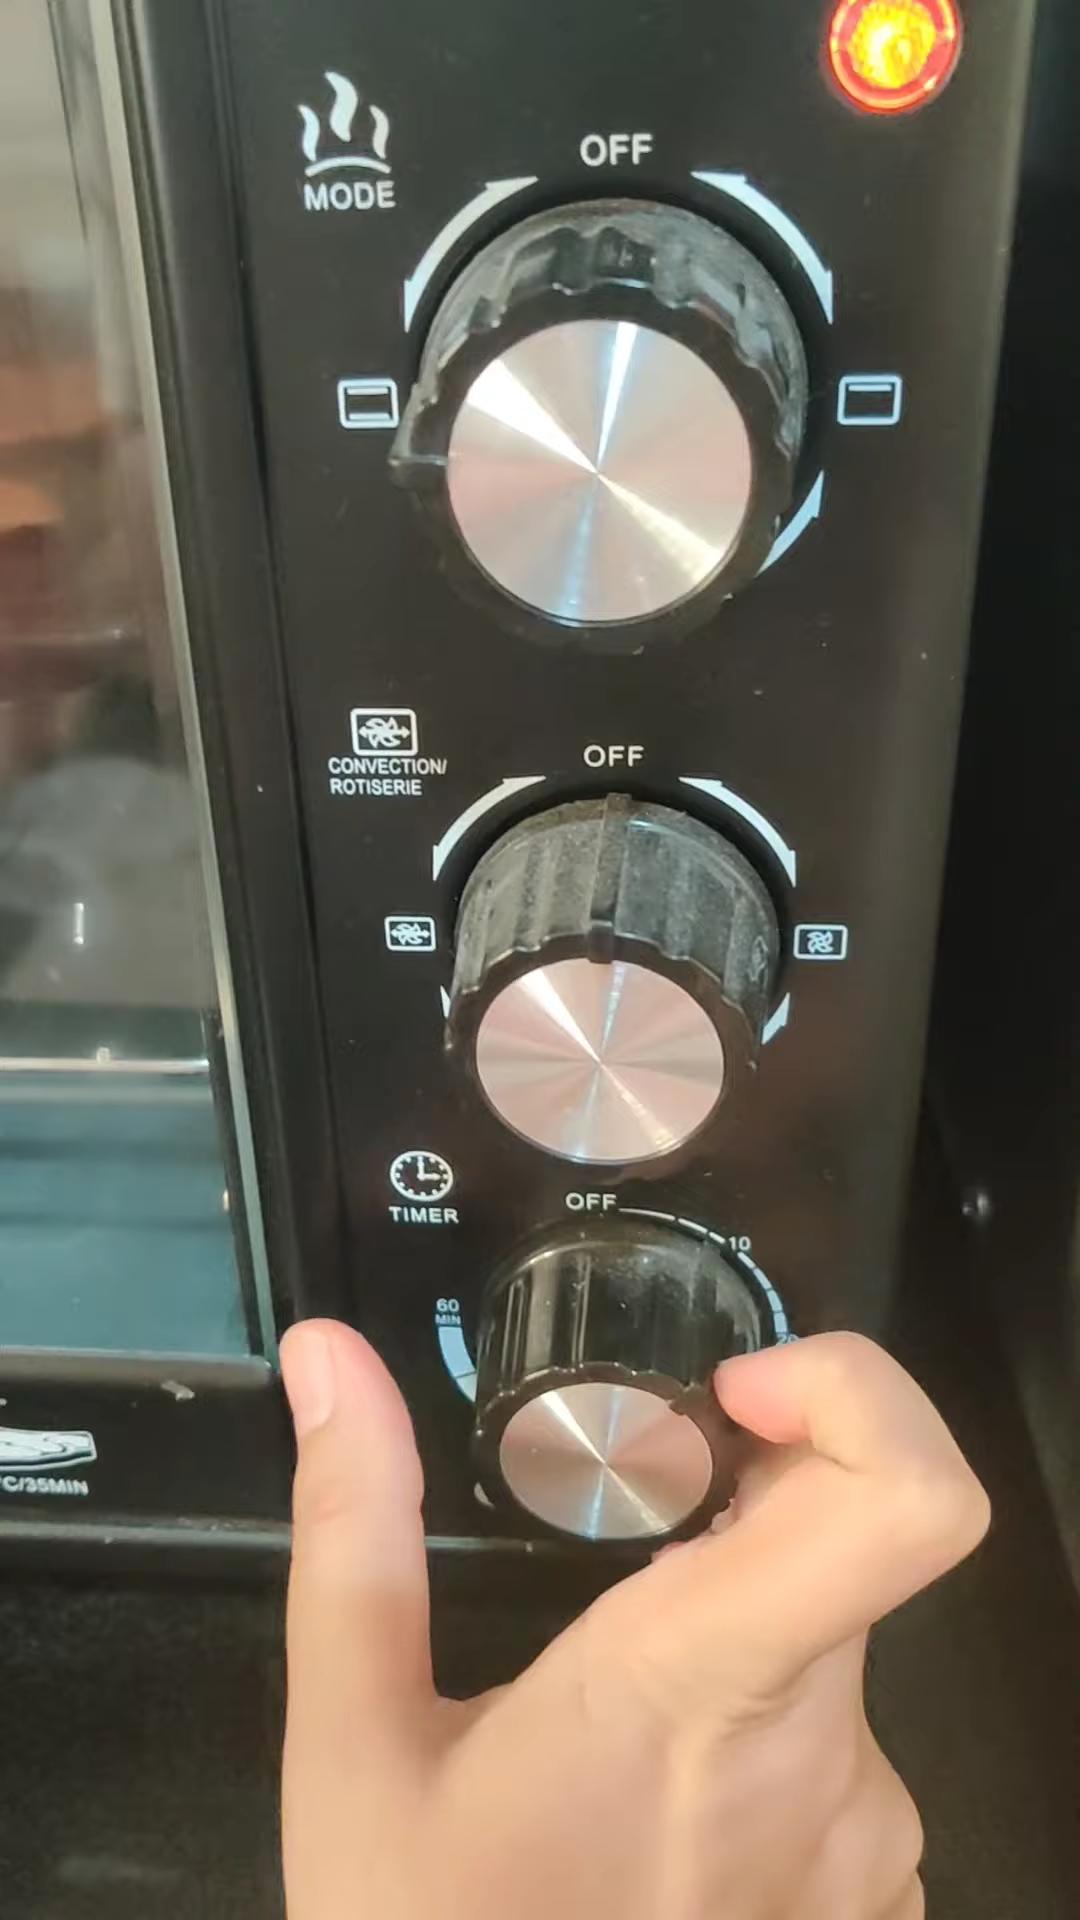 OFF
MODE
OFF
CONVECTION/
ROTISERIE
OFF
TIMER
10
60
MIN
°C/35MIN